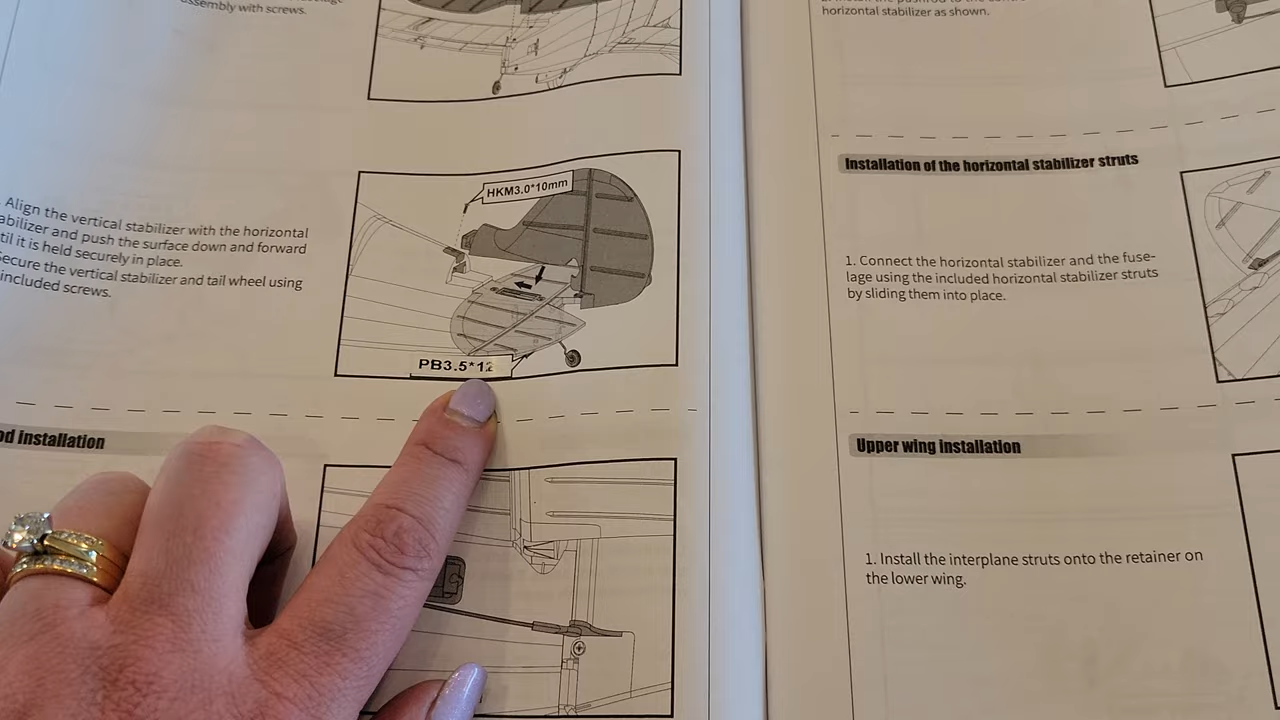 assembly with screws.
Align the vertical stabilizer with the horizontal
abilizer and push the surface down and forward
til it is held securely in place.
Secure the vertical stabilizer and tail wheel using
included screws.
HKM3.0*10mm
PB3.5*12
od installation
horizontal stabilizer as shown.
Installation of the horizontal stabilizer struts
1. Connect the horizontal stabilizer and the fuse-
lage using the included horizontal stabilizer struts
by sliding them into place.
Upper wing installation
1. Install the interplane struts onto the retainer on
the lower wing.